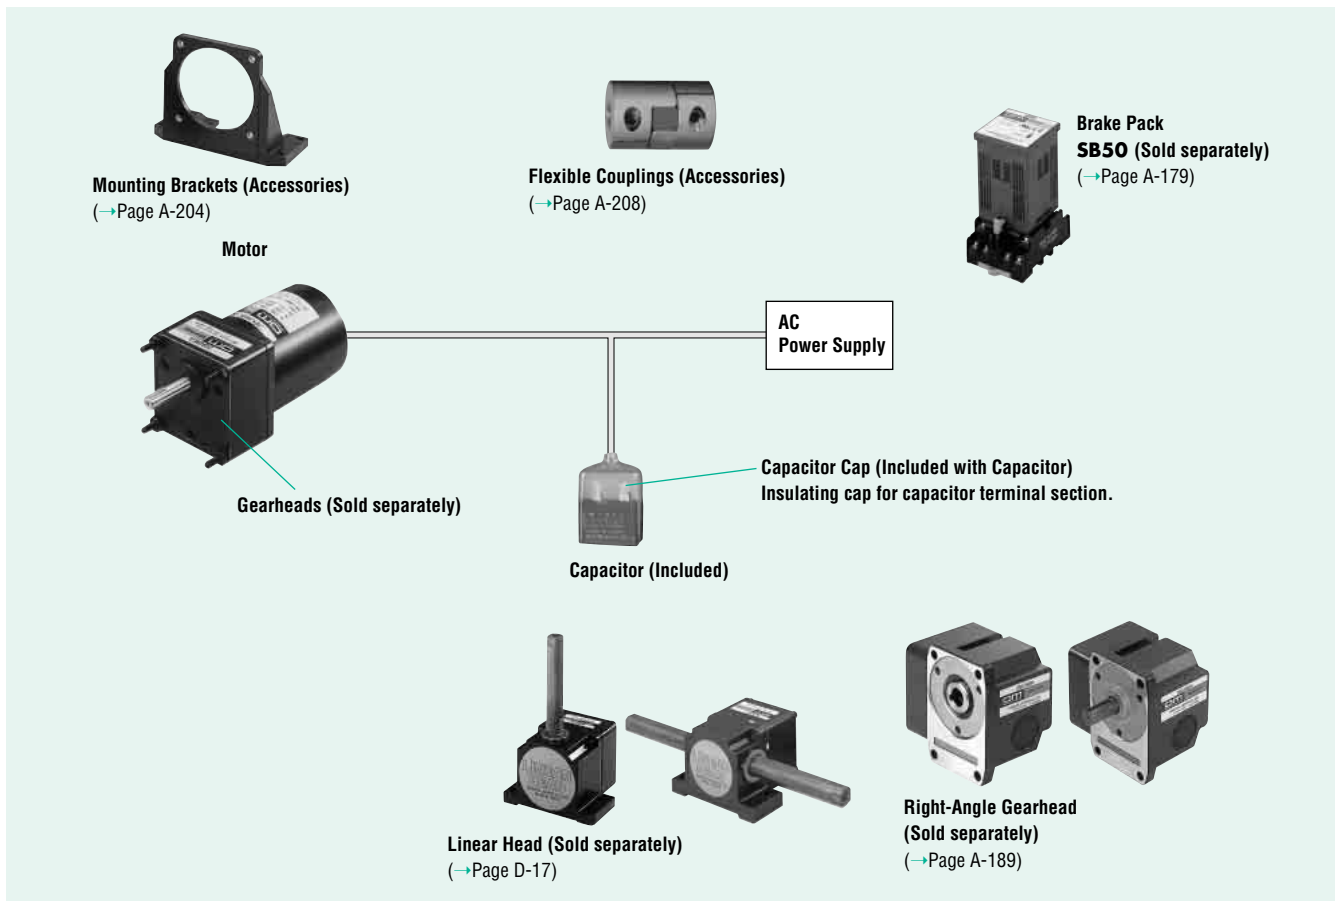 Mounting Brackets (Accessories)
(→Page A-204)
Flexible Couplings (Accessories)
(→Page A-208)
Brake Pack
SB50 (Sold separately)
(→Page A-179)
Motor
AC
Power Supply
Gearheads (Sold separately)
Capacitor Cap (Included with Capacitor)
Insulating cap for capacitor terminal section.
Capacitor (Included)
Linear Head (Sold separately)
(→Page D-17)
Right-Angle Gearhead
(Sold separately)
(→Page A-189)